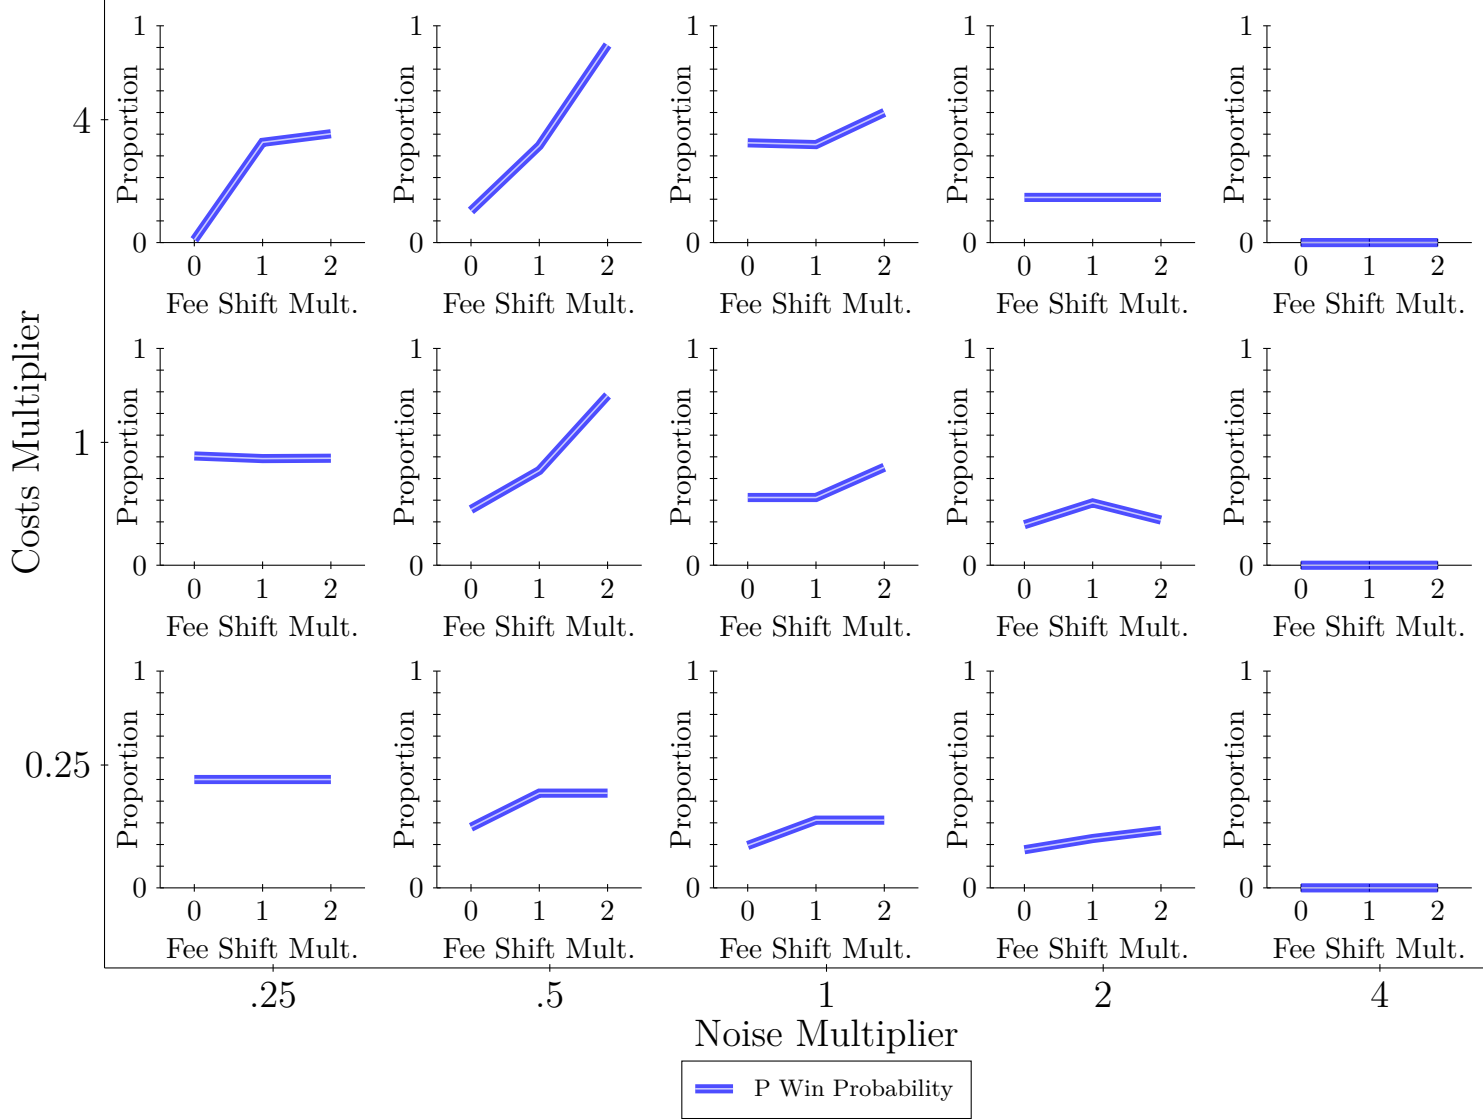 1 1 1 1 1
Proportion Proportion Proportion Proportion Proportion
4
0 0 0 0 0
0 1 2 0 1 2 0 1 2 0 1 2 0 1 2
Fee Shift Mult. Fee Shift Mult. Fee Shift Mult. Fee Shift Mult. Fee Shift Mult.
Costs Multiplier
1 1 1 1 1
Proportion Proportion Proportion Proportion Proportion
1
0 0 0 0 0
0 1 2 0 1 2 0 1 2 0 1 2 0 1 2
Fee Shift Mult. Fee Shift Mult. Fee Shift Mult. Fee Shift Mult. Fee Shift Mult.
1 1 1 1 1
Proportion Proportion Proportion Proportion Proportion
0.25
0 0 0 0 0
0 1 2 0 1 2 0 1 2 0 1 2 0 1 2
Fee Shift Mult. Fee Shift Mult. Fee Shift Mult. Fee Shift Mult. Fee Shift Mult.
.25 .5 1 2 4
Noise Multiplier
P Win Probability